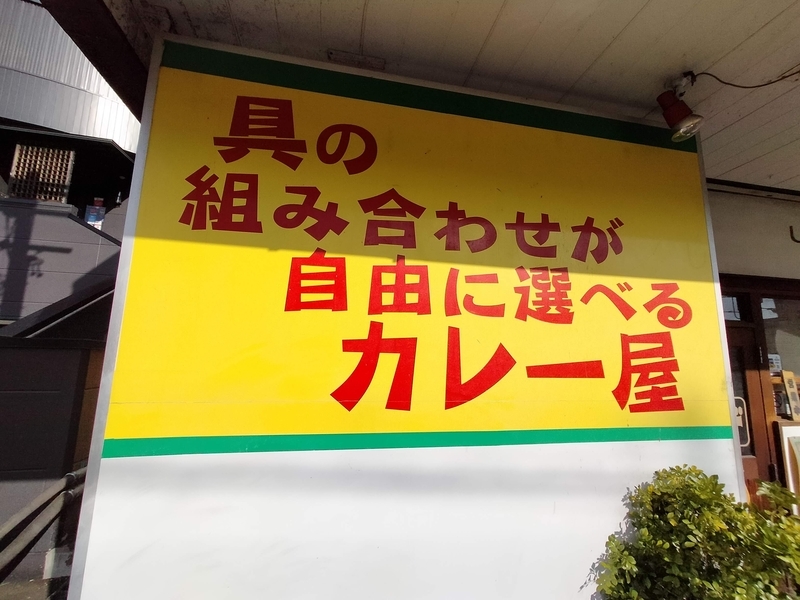 具の
組み合わせが
自由に選べる
カレー屋